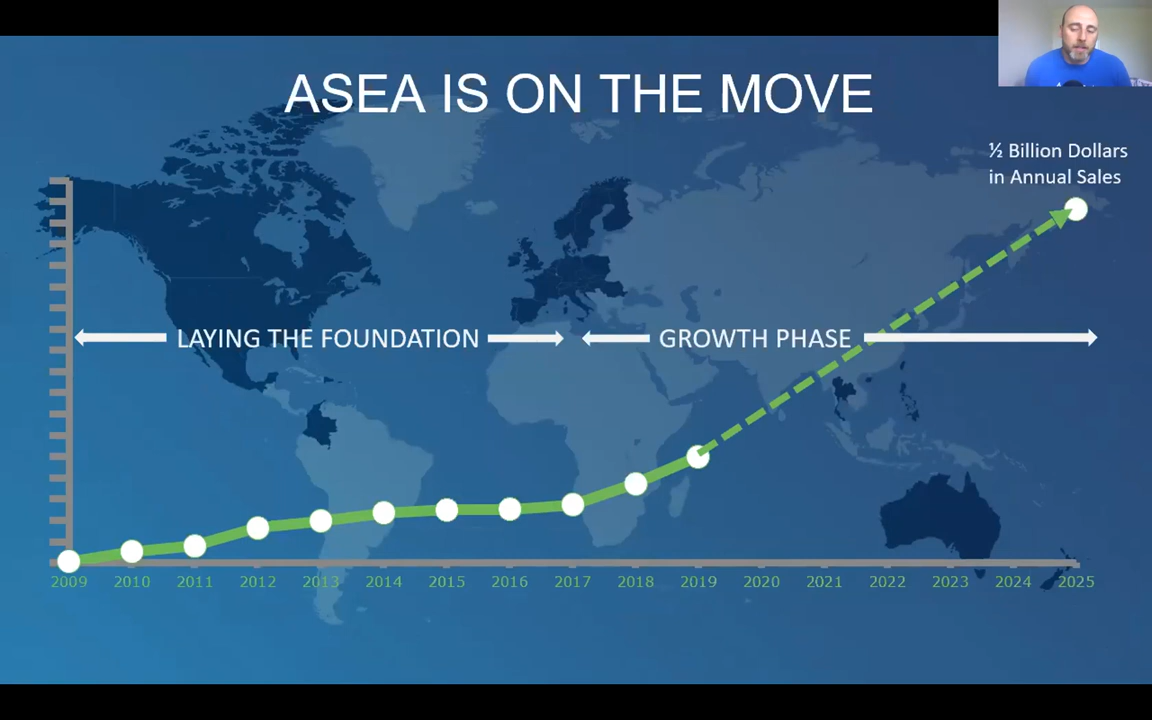 ASEA IS ON THE MOVE
½ Billion Dollars
in Annual Sales
LAYING THE FOUNDATION
GROWTH PHASE
2009 2010 2011 2012 2013 2014 2015 2016 2017 2018 2019 2020 2021 2022 2023 2024 2025